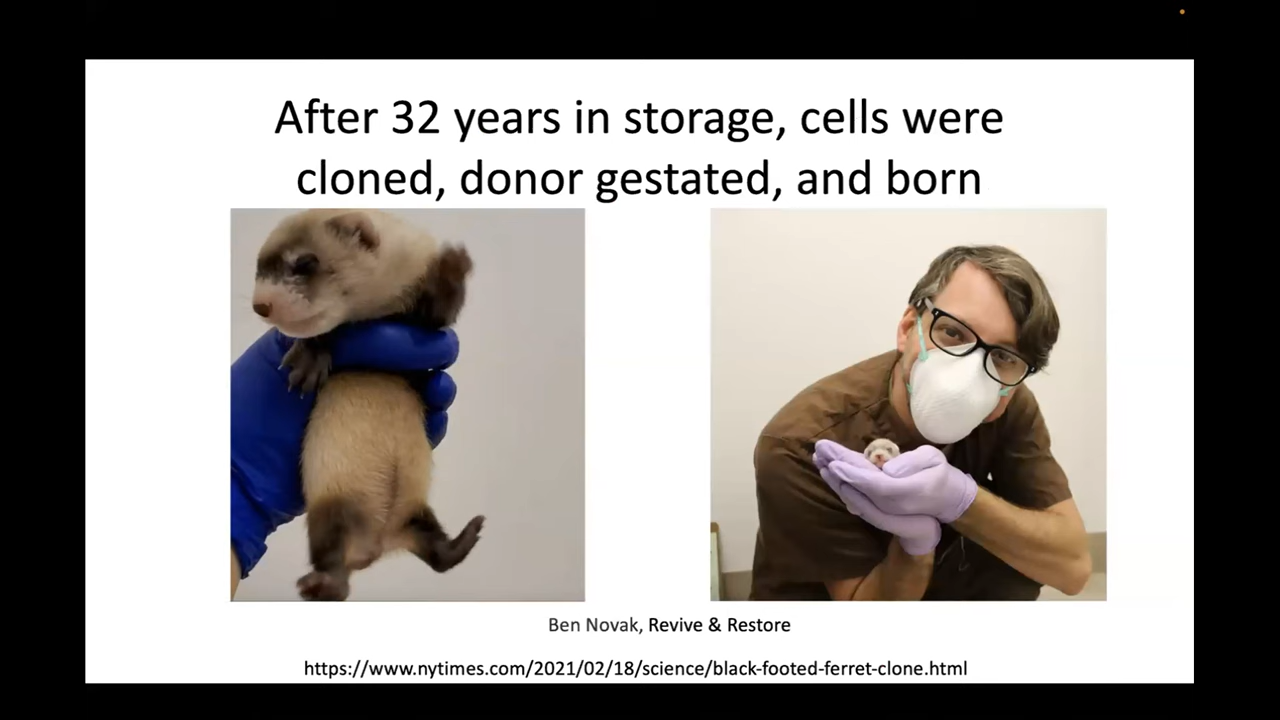 After 32 years in storage, cells were
cloned, donor gestated, and born
Ben Novak, Revive & Restore
https://www.nytimes.com/2021/02/18/science/black-footed-ferret-clone.html